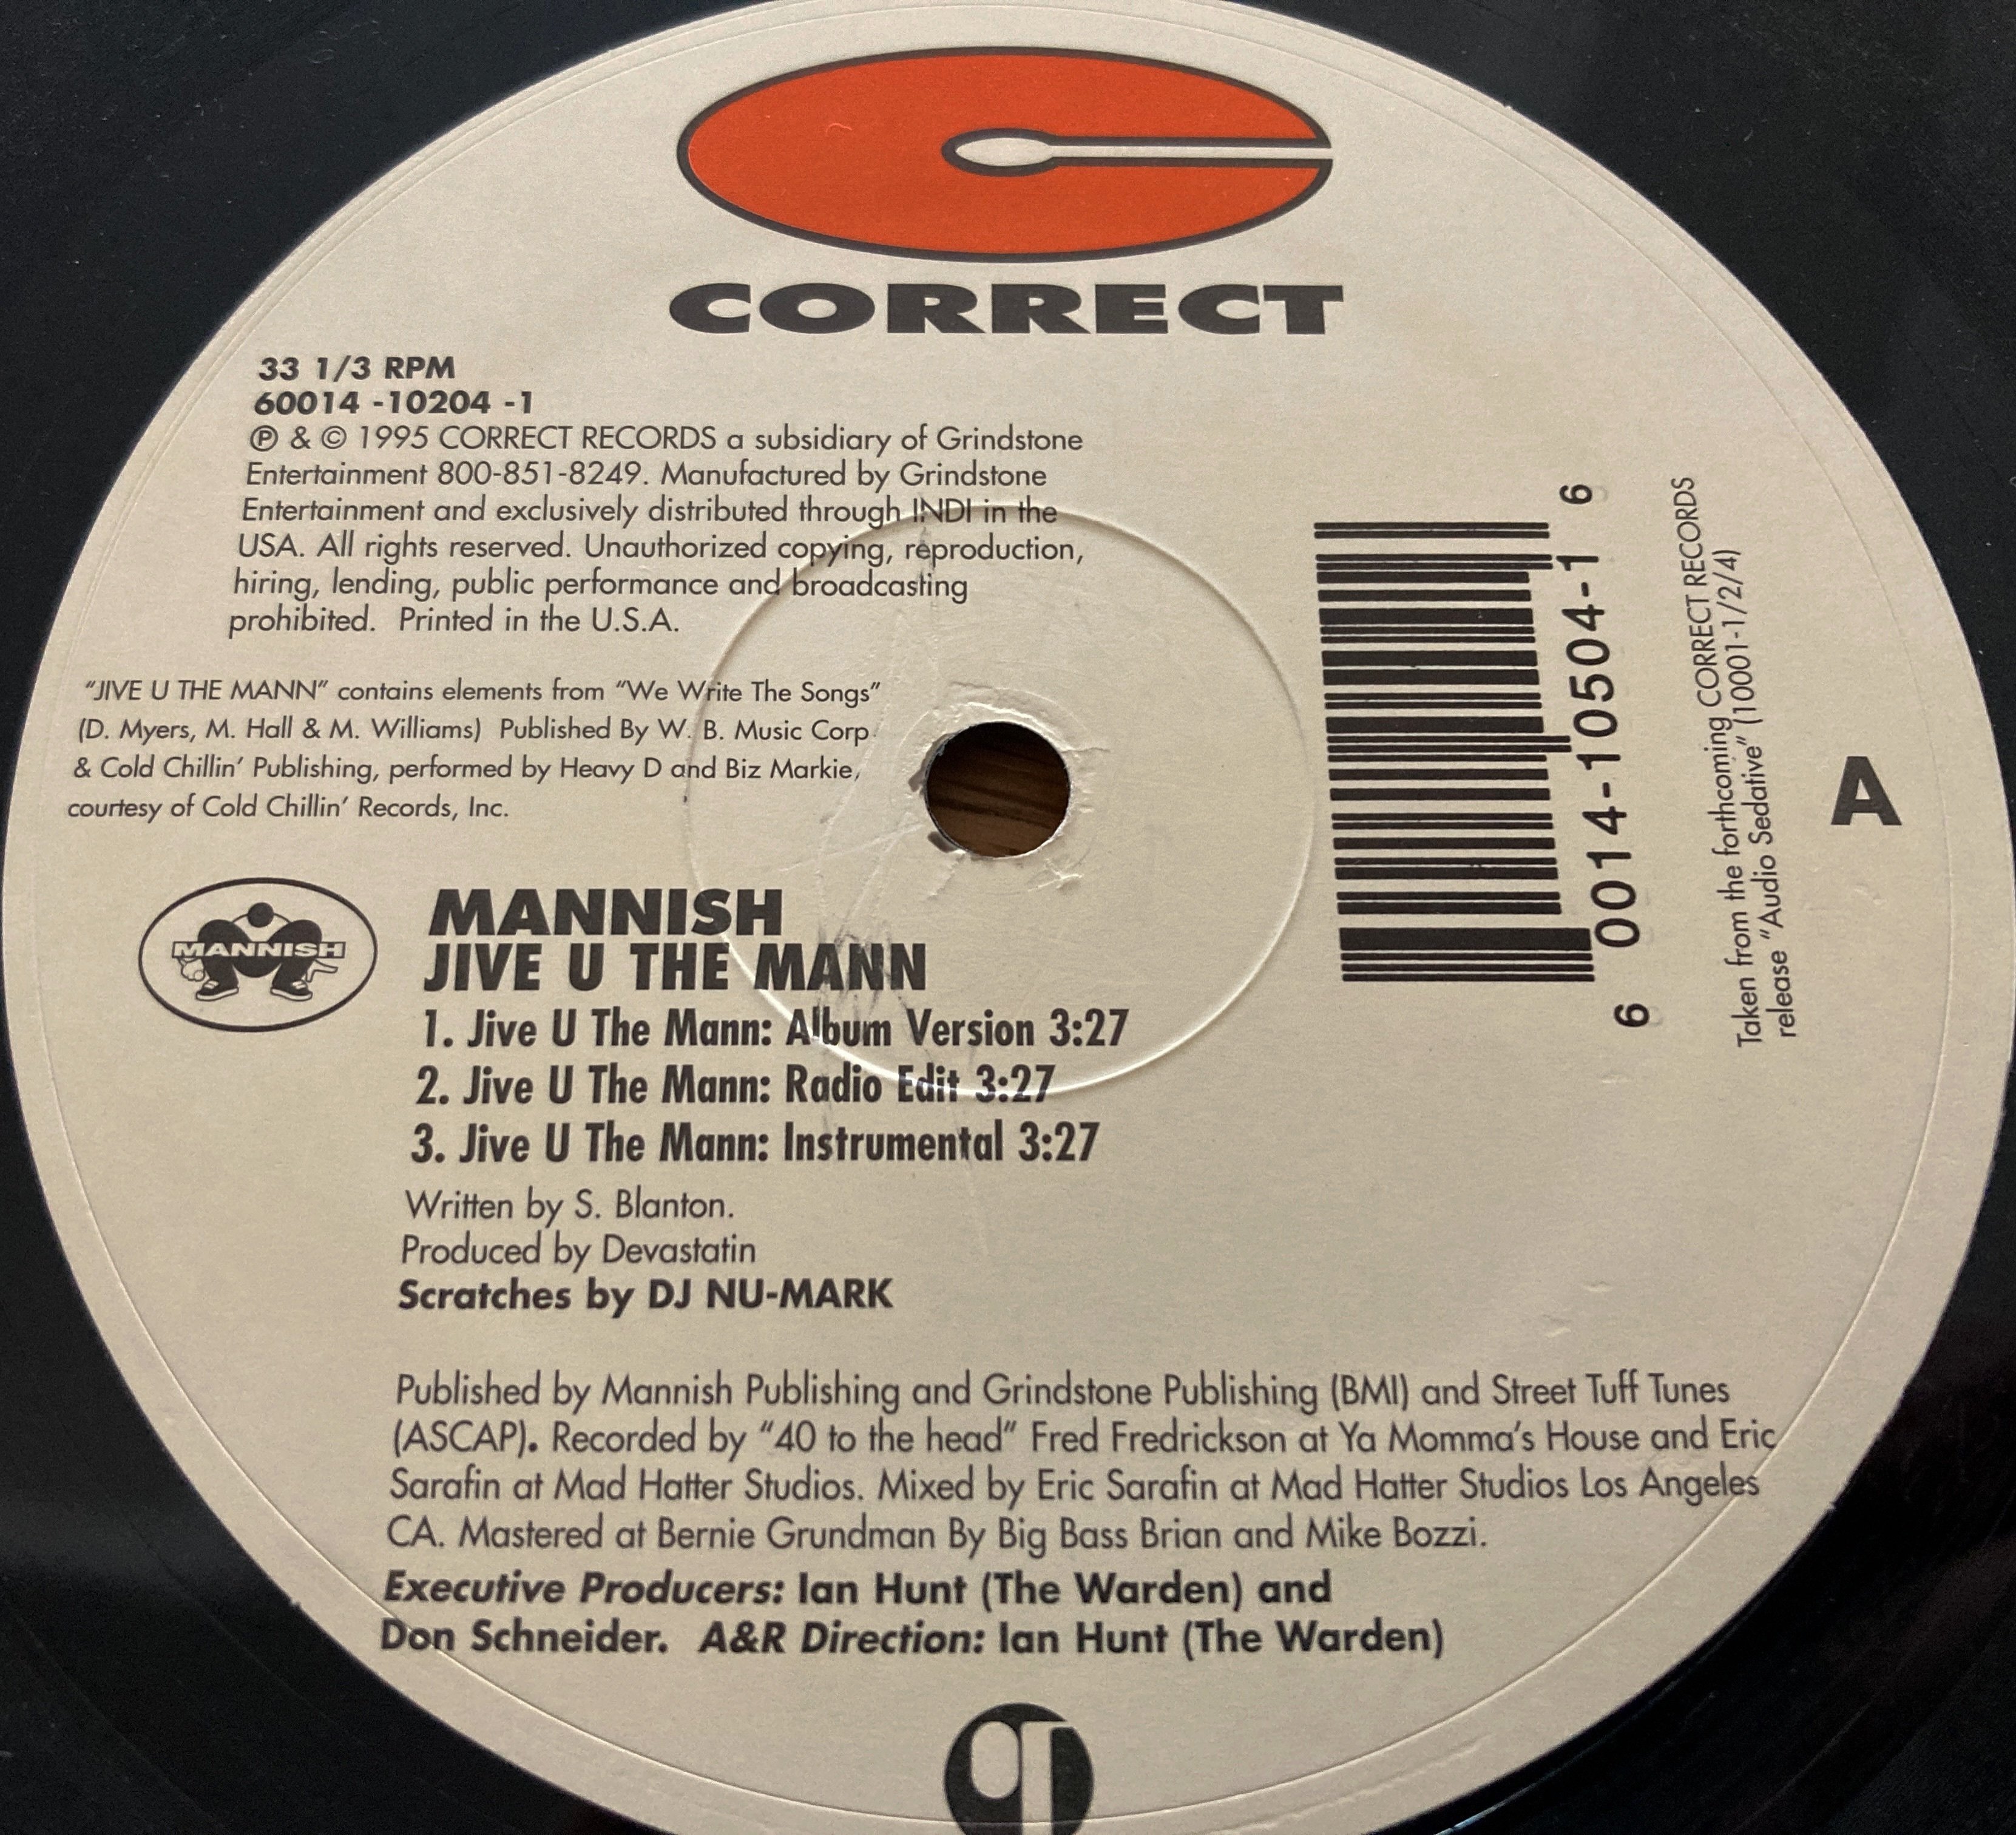 CORRECT
33 1/3 RPM
60014 -10204 -1
℗ & © 1995 CORRECT RECORDS a subsidiary of Grindstone
Entertainment 800-851-8249. Manufactured by Grindstone
Entertainment and exclusively distributed through INDI in the
USA. All rights reserved. Unauthorized copying, reproduction,
hiring, lending, public performance and broadcasting
prohibited. Printed in the U.S.A.
"JIVE U THE MANN" contains elements from "We Write The Songs"
(D. Myers, M. Hall & M. Williams) Published By W. B. Music Corp.
& Cold Chillin' Publishing, performed by Heavy D and Biz Markie,
courtesy of Cold Chillin' Records, Inc.
6 0014-10504-1 6
Taken from the forthcoming CORRECT RECORDS
release "Audio Sedative" (10001-1/2/4)
A
MANNISH
MANNISH
JIVE U THE MANN
1. Jive U The Mann: Album Version 3:27
2. Jive U The Mann: Radio Edit 3:27
3. Jive U The Mann: Instrumental 3:27
Written by S. Blanton.
Produced by Devastatin
Scratches by DJ NU-MARK
Published by Mannish Publishing and Grindstone Publishing (BMI) and Street Tuff Tunes
(ASCAP). Recorded by "40 to the head" Fred Fredrickson at Ya Momma's House and Eric
Sarafin at Mad Hatter Studios. Mixed by Eric Sarafin at Mad Hatter Studios Los Angeles
CA. Mastered at Bernie Grundman By Big Bass Brian and Mike Bozzi.
Executive Producers: Ian Hunt (The Warden) and
Don Schneider. A&R Direction: Ian Hunt (The Warden)